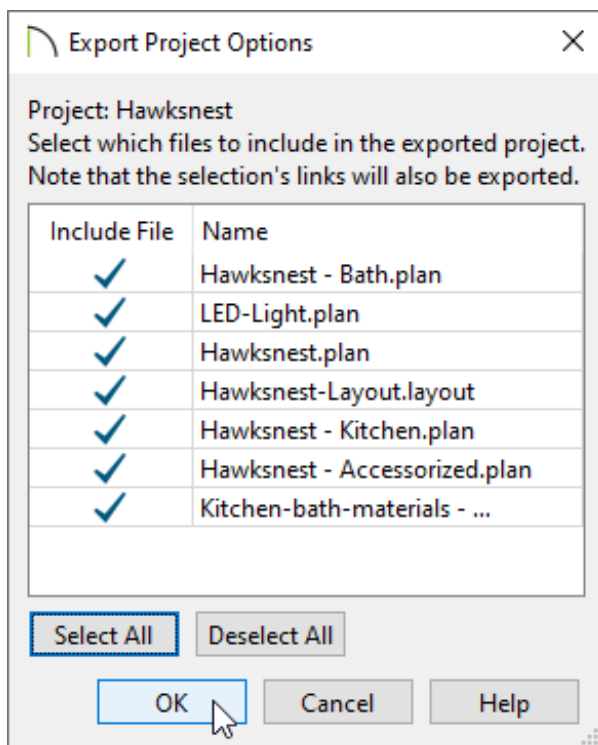 Export Project Options
Project: Hawksnest
Select which files to include in the exported project.
Note that the selection's links will also be exported.
Include File Name
Hawksnest - Bath.plan
LED-Light.plan
Hawksnest.plan
Hawksnest-Layout.layout
Hawksnest - Kitchen.plan
Hawksnest - Accessorized.plan
Kitchen-bath-materials - ...
Select All Deselect All
OK Cancel Help